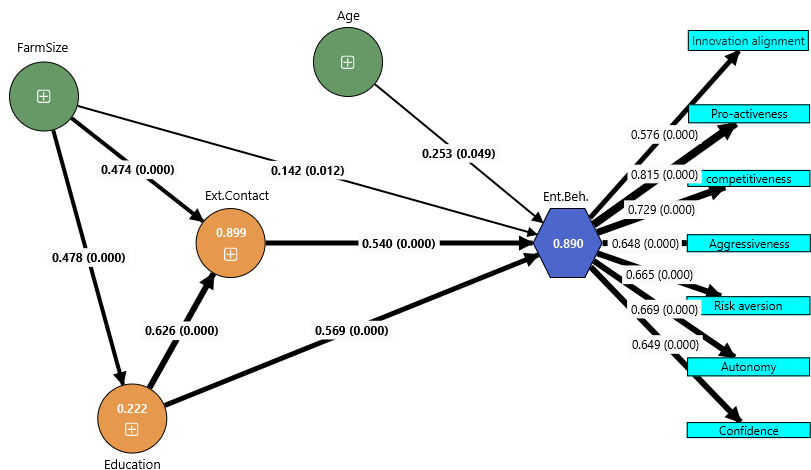 Age
FarmSize
Innovation alignment
Pro-activeness
0.576 (0.000)
0.253 (0.049)
0.474 (0.000)
0.142 (0.012)
0.815 (0.000)
competitiveness
Ext.Contact
Ent.Beh.
0.729 (0.000)
0.899
0.540 (0.000)
0.890
0.648 (0.000)
Aggressiveness
0.478 (0.000)
0.665 (0.000)
Risk aversion
0.669 (0.000)
0.626 (0.000)
0.569 (0.000)
0.649 (0.000)
Autonomy
0.222
Confidence
Education